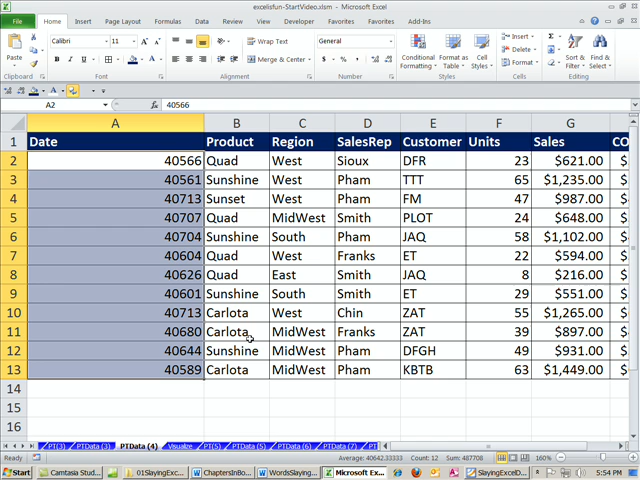 excelisfun-StartVideo.xlsm - Microsoft Excel
File Home Insert Page Layout Formulas Data Review View Developer Add-Ins Favorites
Paste
Calibri 11
Wrap Text
Merge & Center
General
Conditional Formatting
Format as Table
Cell Styles
Insert
Delete
Format
Sort & Filter
Find & Select
Clipboard Font Alignment Number Styles Cells Editing
A2 fx 40566
A B C D E F G H
1 Date Product Region SalesRep Customer Units Sales CO
2 40566 Quad West Sioux DFR 23 $621.00 $
3 40561 Sunshine West Pham TTT 65 $1,235.00 $
4 40713 Sunset West Pham FM 47 $987.00 $
5 40707 Quad MidWest Smith PLOT 24 $648.00 $
6 40704 Sunshine South Pham JAQ 58 $1,102.00 $
7 40604 Quad West Franks ET 22 $594.00 $
8 40626 Quad East Smith JAQ 8 $216.00 $
9 40601 Sunshine South Smith ET 29 $551.00 $
10 40713 Carlota West Chin ZAT 55 $1,265.00 $
11 40680 Carlota MidWest Franks ZAT 39 $897.00 $
12 40644 Sunshine MidWest Pham DFGH 49 $931.00 $
13 40589 Carlota MidWest Pham KBTB 63 $1,449.00 $
14
15
16
PT(3) PTData (3) PTData (4) Visualize PT(5) PTData (5) PTData (6) PTData (7) PT
Ready Average: 40642.33333 Count: 12 Sum: 487708 160%
Start Camtasia Stud... 01SlayingExc... ChaptersInBo... WordsSlaying... Microsoft Ex... SlayingExcelD... 5:54 PM